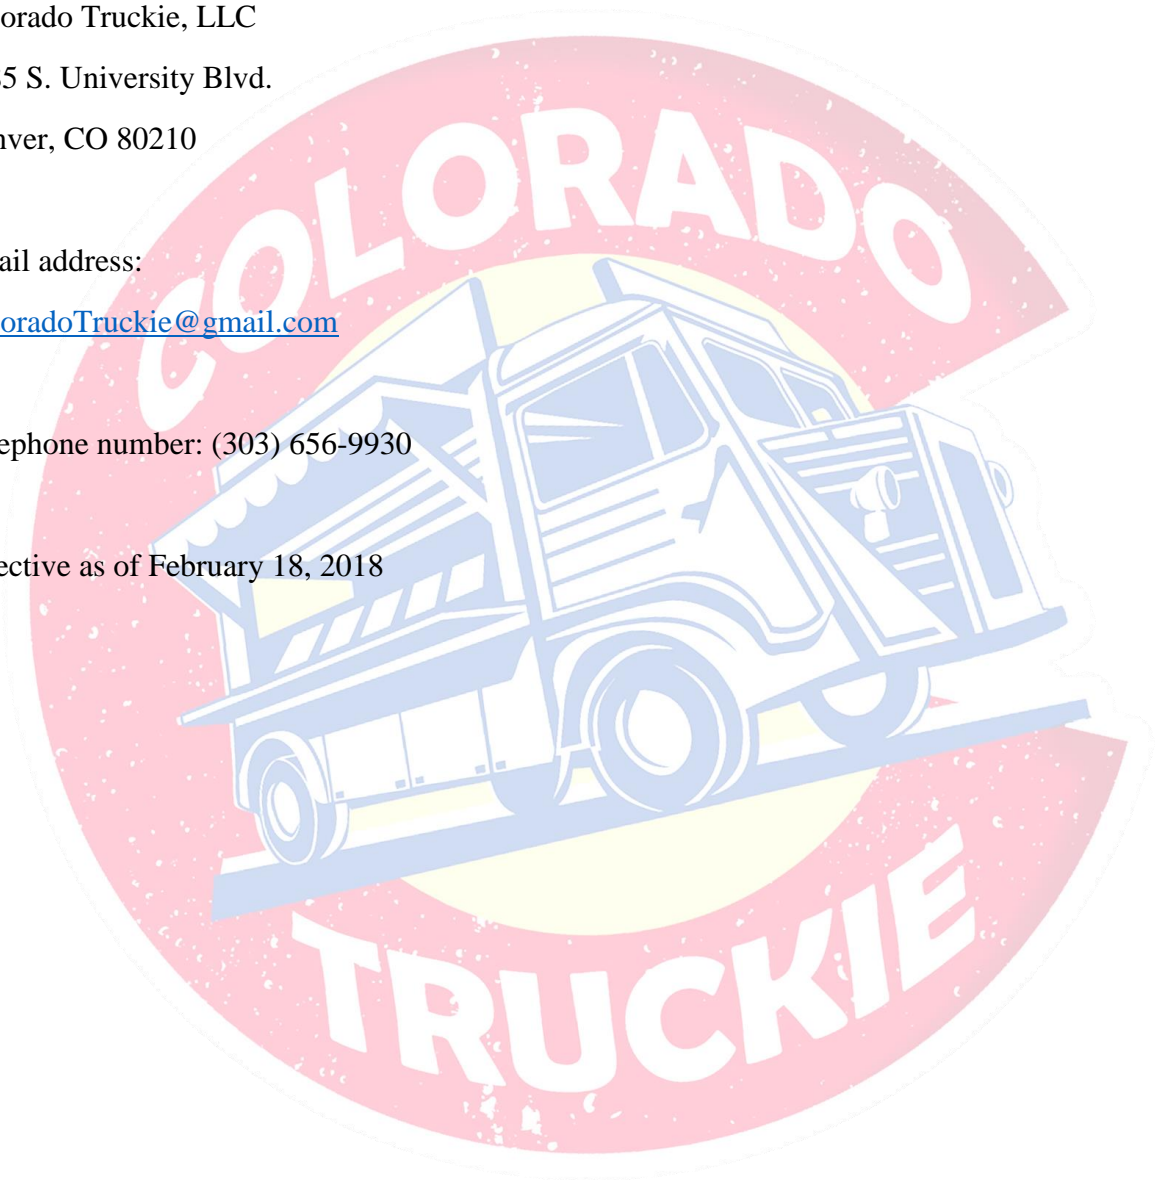 orado Truckie, LLC
35 S. University Blvd.
nver, CO 80210
ail address:
oradoTruckie@gmail.com
ephone number: (303) 656-9930
ective as of February 18, 2018
COLORADO
TRUCKIE